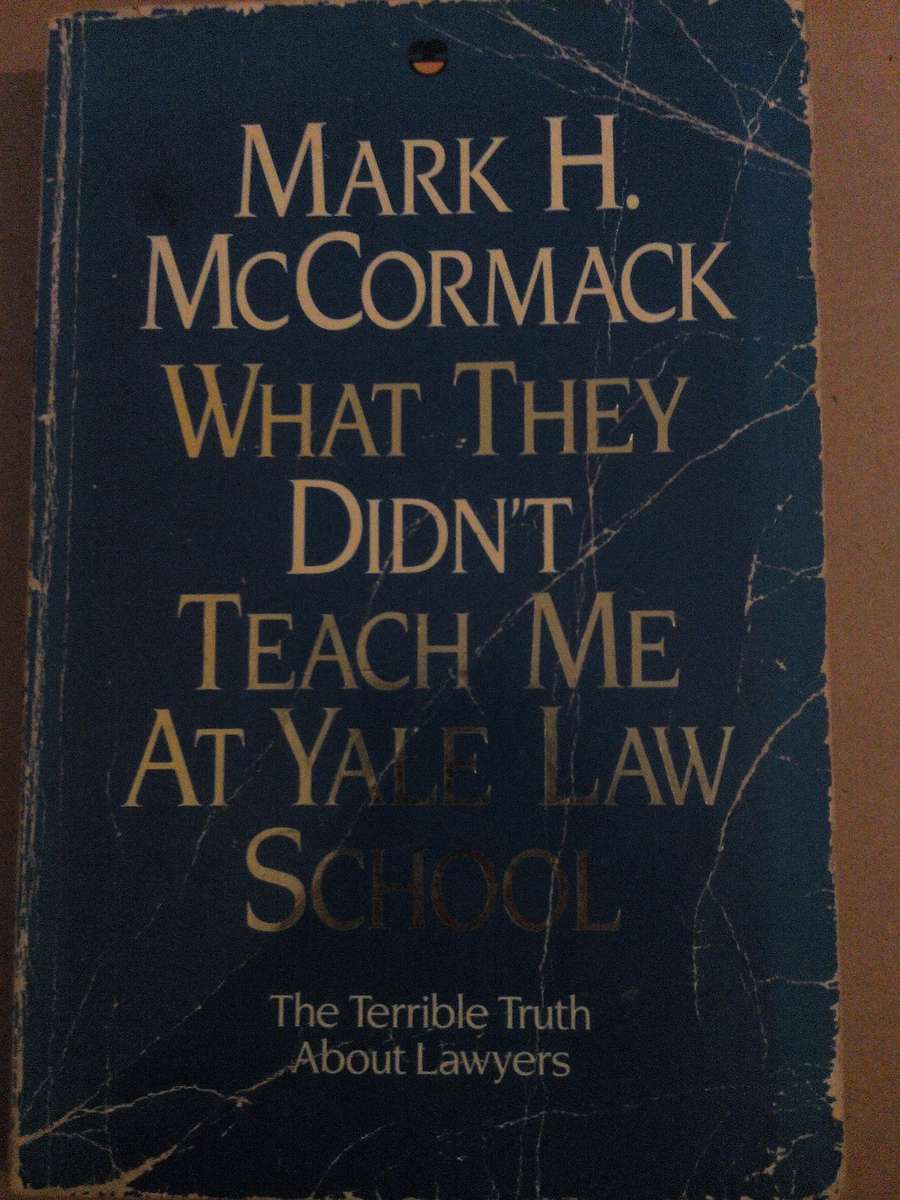 MARK H.
MCCORMACK
WHAT THEY
DIDN'T
TEACH ME
AT YALE LAW
SCHOOL
The Terrible Truth
About Lawyers